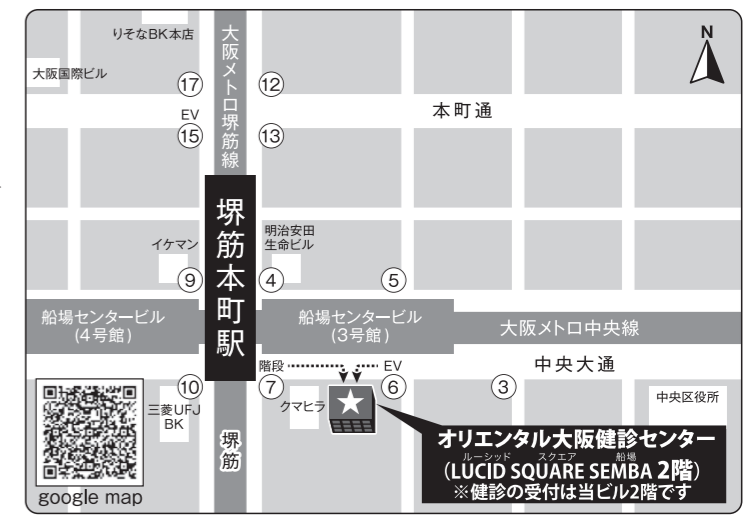 りそなBK本店
大阪メトロ堺筋線
N
大阪国際ビル
⑰
⑫
本町通
EV
⑮
⑬
堺筋本町駅
イケマン
明治安田
生命ビル
⑨
④
⑤
船場センタービル
(4号館)
船場センタービル
(3号館)
大阪メトロ中央線
中央大通
階段
EV
⑩
⑦
⑥
③
三菱UFJ
BK
クマヒラ
中央区役所
堺筋
オリエンタル大阪健診センター
ルーシッド スクエア 船場
(LUCID SQUARE SEMBA 2階)
※健診の受付は当ビル2階です
google map